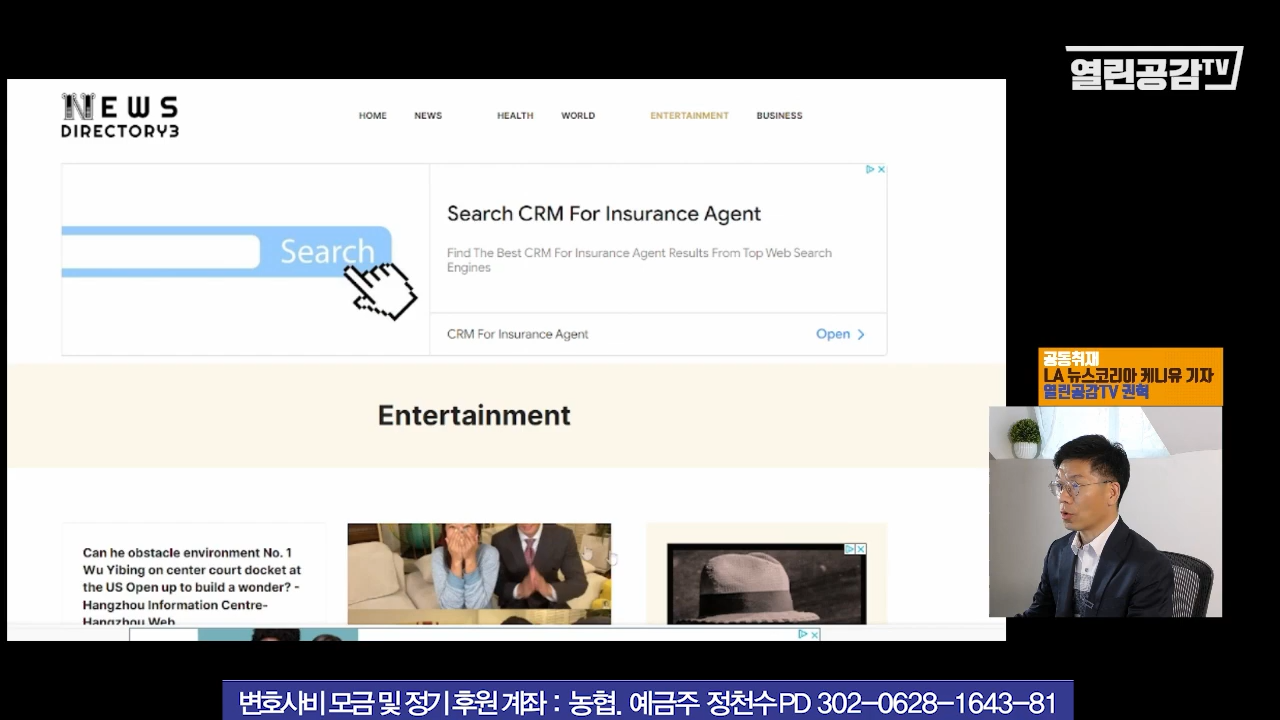 열린공감TV
NEWS
DIRECTORY3
HOME NEWS HEALTH WORLD ENTERTAINMENT BUSINESS
Search
Search CRM For Insurance Agent
Find The Best CRM For Insurance Agent Results From Top Web Search
Engines
CRM For Insurance Agent
Open
Entertainment
Can he obstacle environment No. 1
Wu Yibing on center court docket at
the US Open up to build a wonder? -
Hangzhou Information Centre-
Hangzhou Web
공동취재
LA 뉴스코리아 케니유 기자
열린공감TV 권혁
변호사비 모금 및 정기 후원 계좌 : 농협. 예금주 정천수PD 302-0628-1643-81